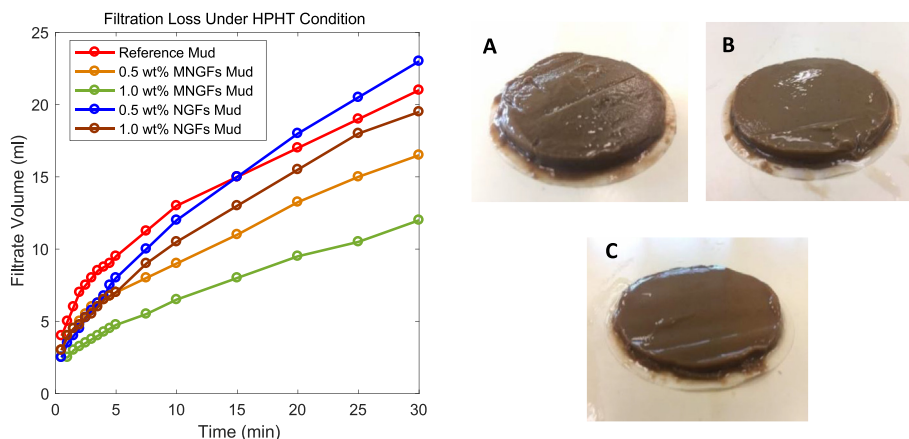 Filtration Loss Under HPHT Condition
25
20
15
10
5
0
Filtrate Volume (ml)
Reference Mud
0.5 wt% MNGFs Mud
1.0 wt% MNGFs Mud
0.5 wt% NGFs Mud
1.0 wt% NGFs Mud
0 5 10 15 20 25 30
Time (min)
A
B
C